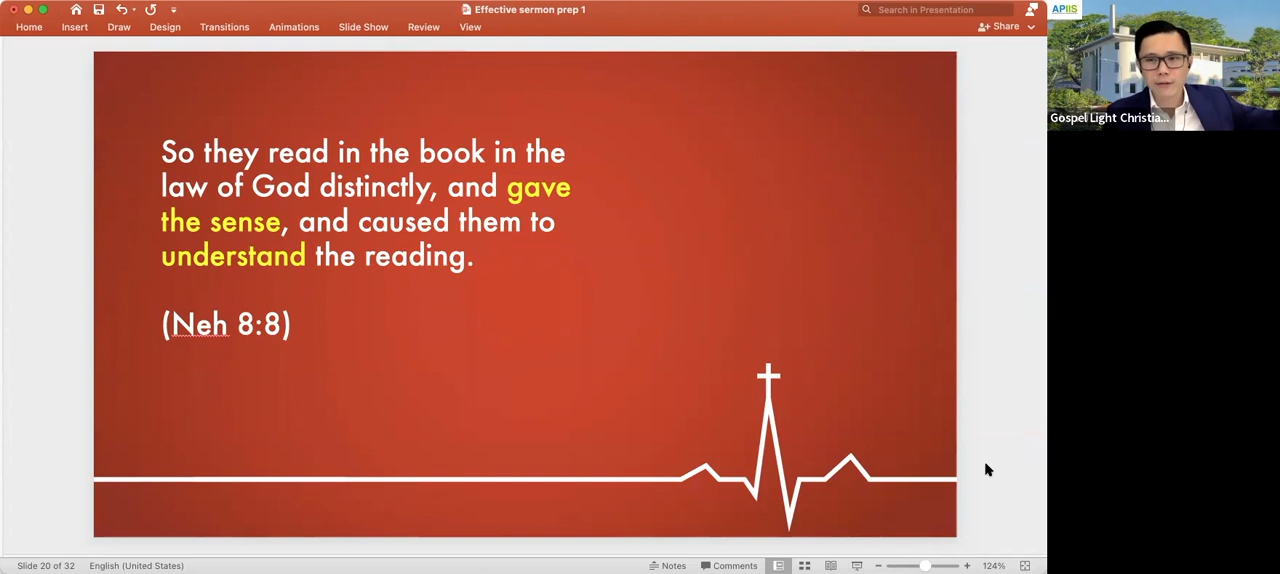 Effective sermon prep 1
Search in Presentation
Home Insert Draw Design Transitions Animations Slide Show Review View
Share
So they read in the book in the
law of God distinctly, and gave
the sense, and caused them to
understand the reading.
(Neh 8:8)
APIIS
Gospel Light Christia...
Slide 20 of 32 English (United States) Notes Comments 124%